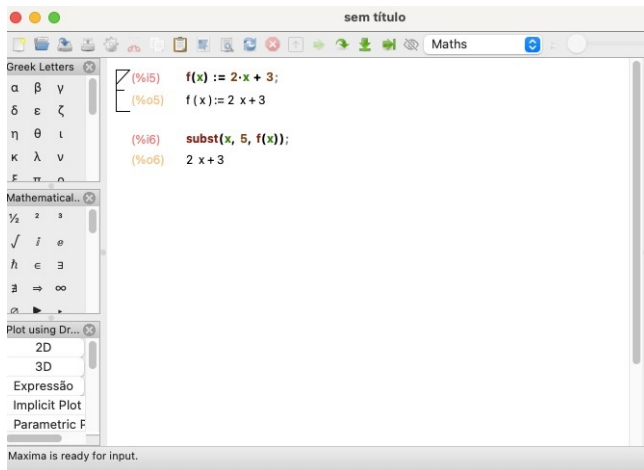 sem título
Maths
Greek Letters
α β γ
δ ε ζ
η θ ι
κ λ ν
ξ π ο
Mathematical..
½ ² ³
√ i e
ħ ∈ ∃
∄ ⇒ ∞
∅ ▶
Plot using Dr...
2D
3D
Expressão
Implicit Plot
Parametric P
(%i5) f(x) := 2·x + 3;
(%o5) f(x):=2 x+3
(%i6) subst(x, 5, f(x));
(%o6) 2 x+3
Maxima is ready for input.